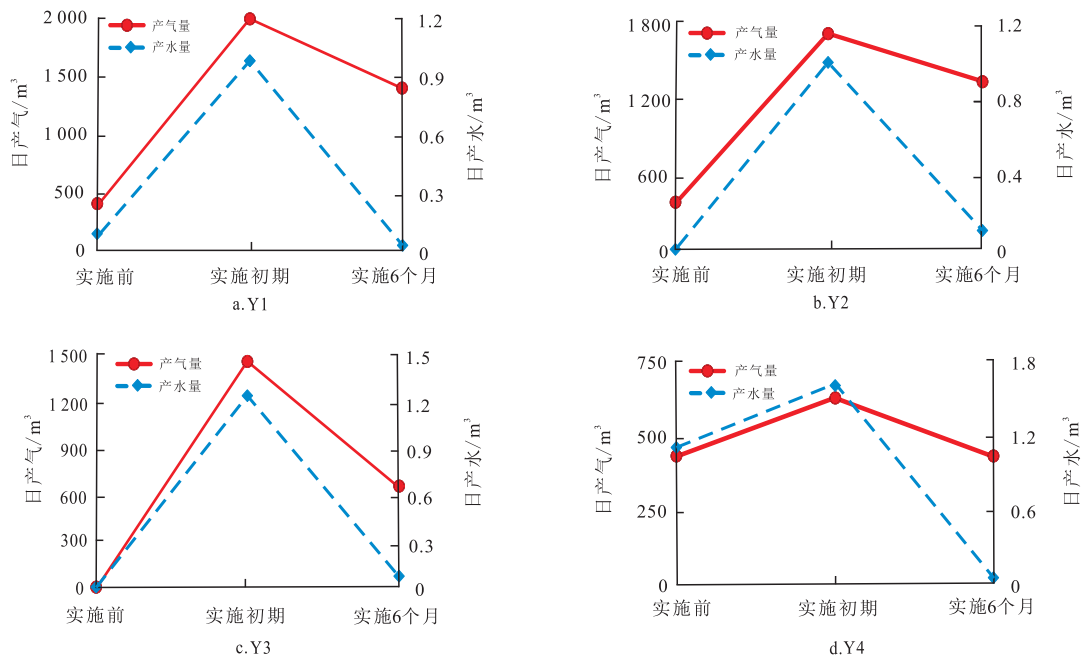 产气量
产水量
日产气/m³
2 000
1 500
1 000
500
0
日产水/m³
1.2
0.9
0.6
0.3
0
实施前 实施初期 实施6个月
a.Y1
产气量
产水量
日产气/m³
1 800
1 200
600
0
日产水/m³
1.2
0.8
0.4
0
实施前 实施初期 实施6个月
b.Y2
产气量
产水量
日产气/m³
1 500
1 200
900
600
300
0
日产水/m³
1.5
1.2
0.9
0.6
0.3
0
实施前 实施初期 实施6个月
c.Y3
产气量
产水量
日产气/m³
750
500
250
0
日产水/m³
1.8
1.2
0.6
0
实施前 实施初期 实施6个月
d.Y4